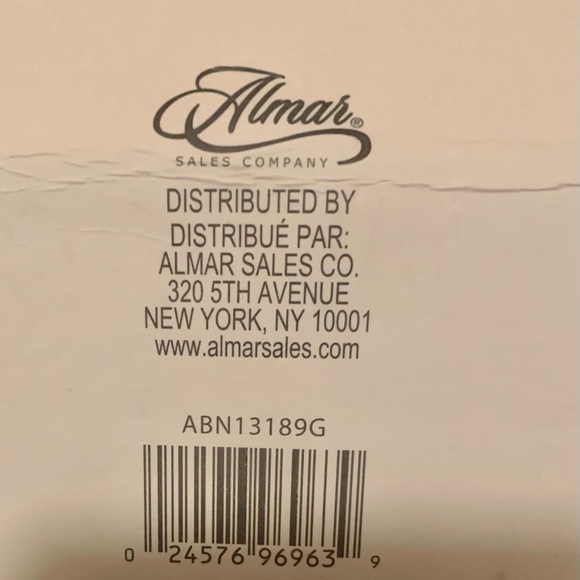 Almar®
SALES COMPANY
DISTRIBUTED BY
DISTRIBUÉ PAR:
ALMAR SALES CO.
320 5TH AVENUE
NEW YORK, NY 10001
www.almarsales.com
ABN13189G
0 24576 96963 9